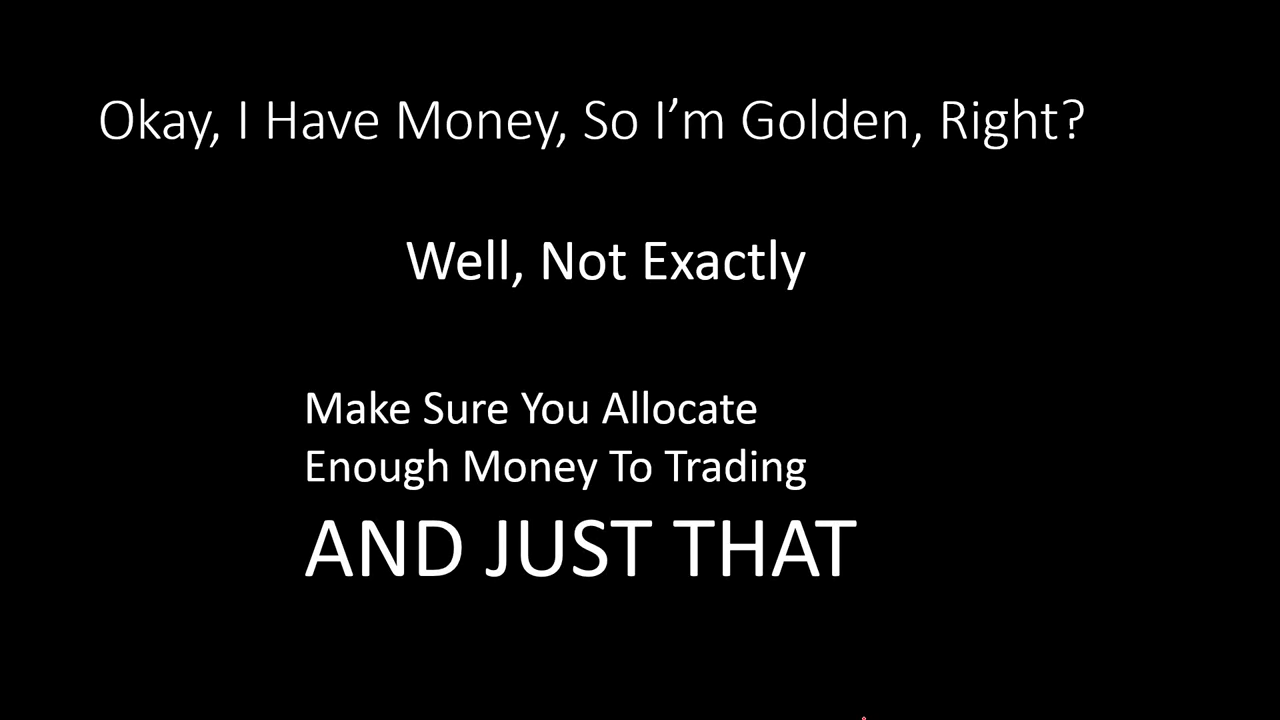 Okay, I Have Money, So I’m Golden, Right?
Well, Not Exactly
Make Sure You Allocate
Enough Money To Trading
AND JUST THAT